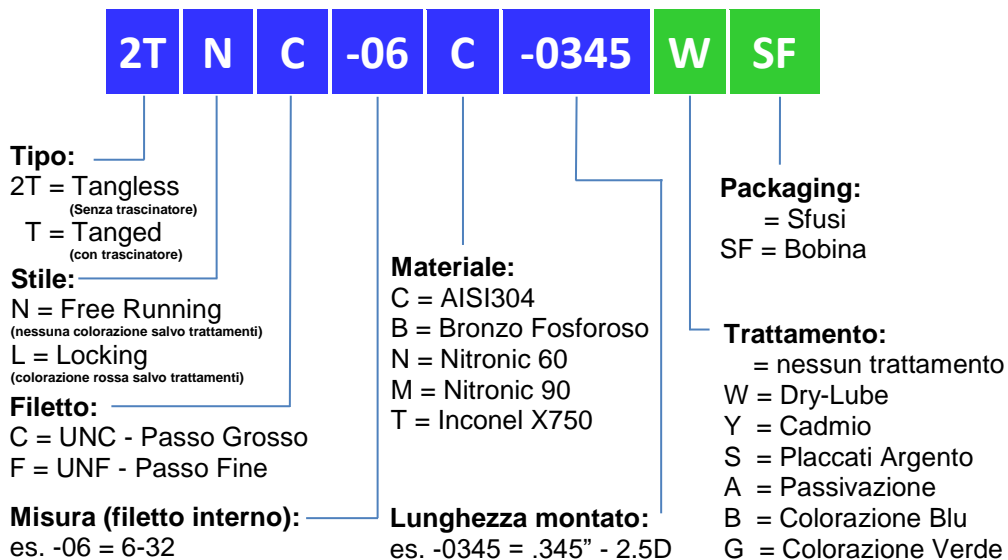 2T N C -06 C -0345 W SF
Tipo:
2T = Tangless
(Senza trascinatore)
T = Tanged
(con trascinatore)
Stile:
N = Free Running
(nessuna colorazione salvo trattamenti)
L = Locking
(colorazione rossa salvo trattamenti)
Filetto:
C = UNC - Passo Grosso
F = UNF - Passo Fine
Misura (filetto interno):
es. -06 = 6-32
Materiale:
C = AISI304
B = Bronzo Fosforoso
N = Nitronic 60
M = Nitronic 90
T = Inconel X750
Lunghezza montato:
es. -0345 = .345” - 2.5D
Packaging:
= Sfusi
SF = Bobina
Trattamento:
= nessun trattamento
W = Dry-Lube
Y = Cadmio
S = Placcati Argento
A = Passivazione
B = Colorazione Blu
G = Colorazione Verde